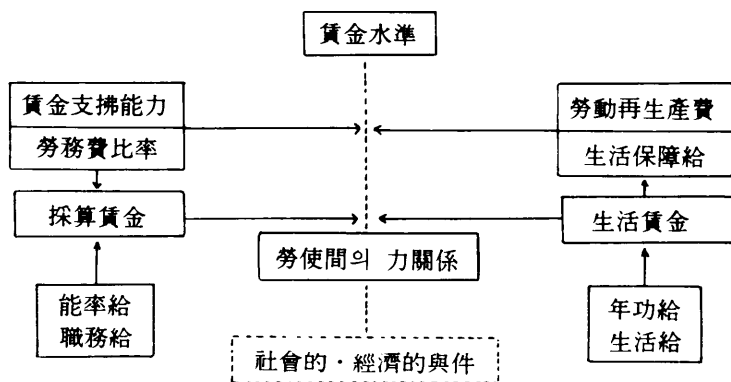 賃金水準
賃金支拂能力
勞務費比率
採算賃金
能率給
職務給
勞動再生產費
生活保障給
生活賃金
年功給
生活給
勞使間의 力關係
社會的·經濟的與件